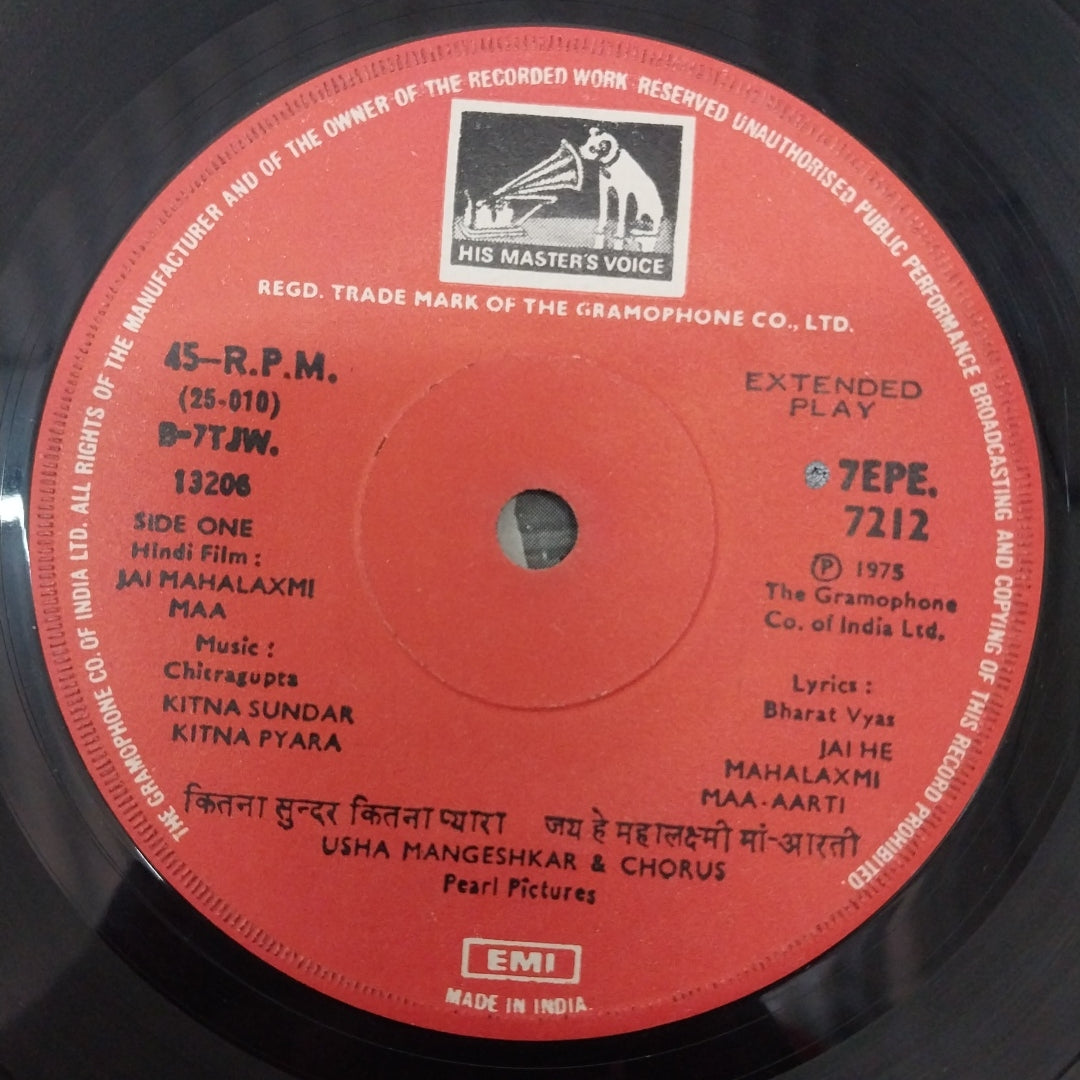 THE GRAMOPHONE CO. OF INDIA LTD. ALL RIGHTS OF THE MANUFACTURER AND OF THE OWNER OF THE RECORDED WORK RESERVED UNAUTHORISED PUBLIC PERFORMANCE BROADCASTING AND COPYING OF THIS RECORD PROHIBITED.
HIS MASTER'S VOICE
REGD. TRADE MARK OF THE GRAMOPHONE CO., LTD.
45-R.P.M.
(25-010)
B-7TJW.
13206
EXTENDED
PLAY
7EPE.
7212
SIDE ONE
Hindi Film :
JAI MAHALAXMI
MAA
Music :
Chitragupta
KITNA SUNDAR
KITNA PYARA
Ⓟ 1975
The Gramophone
Co. of India Ltd.
Lyrics :
Bharat Vyas
JAI HE
MAHALAXMI
MAA-AARTI
कितना सुन्दर कितना प्यारा जय हे महालक्ष्मी मां-आरती
USHA MANGESHKAR & CHORUS
Pearl Pictures
EMI
MADE IN INDIA.